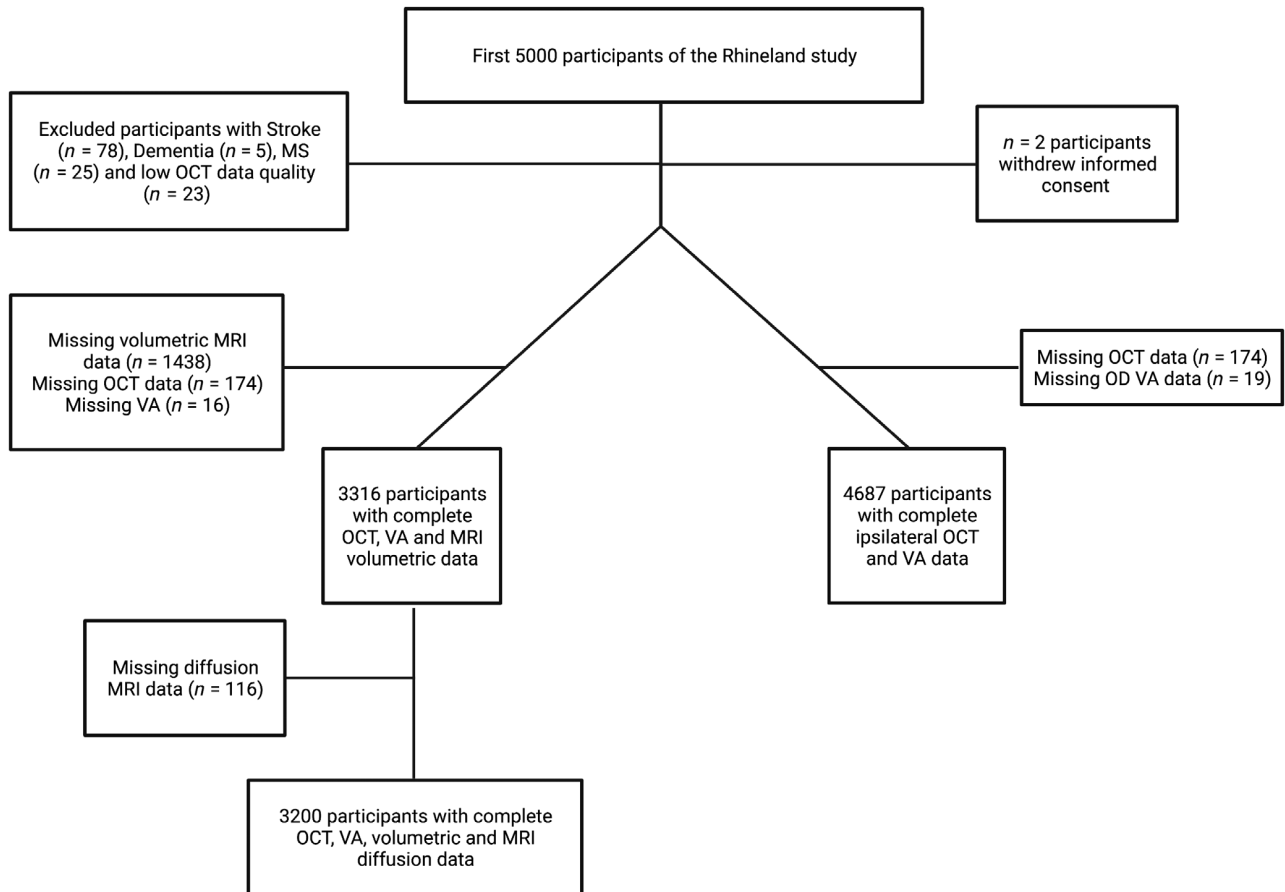 First 5000 participants of the Rhineland study
Excluded participants with Stroke
(n = 78), Dementia (n = 5), MS
(n = 25) and low OCT data quality
(n = 23)
n = 2 participants
withdrew informed
consent
Missing volumetric MRI
data (n = 1438)
Missing OCT data (n = 174)
Missing VA (n = 16)
Missing OCT data (n = 174)
Missing OD VA data (n = 19)
3316 participants
with complete
OCT, VA and MRI
volumetric data
4687 participants
with complete
ipsilateral OCT
and VA data
Missing diffusion
MRI data (n = 116)
3200 participants with complete
OCT, VA, volumetric and MRI
diffusion data